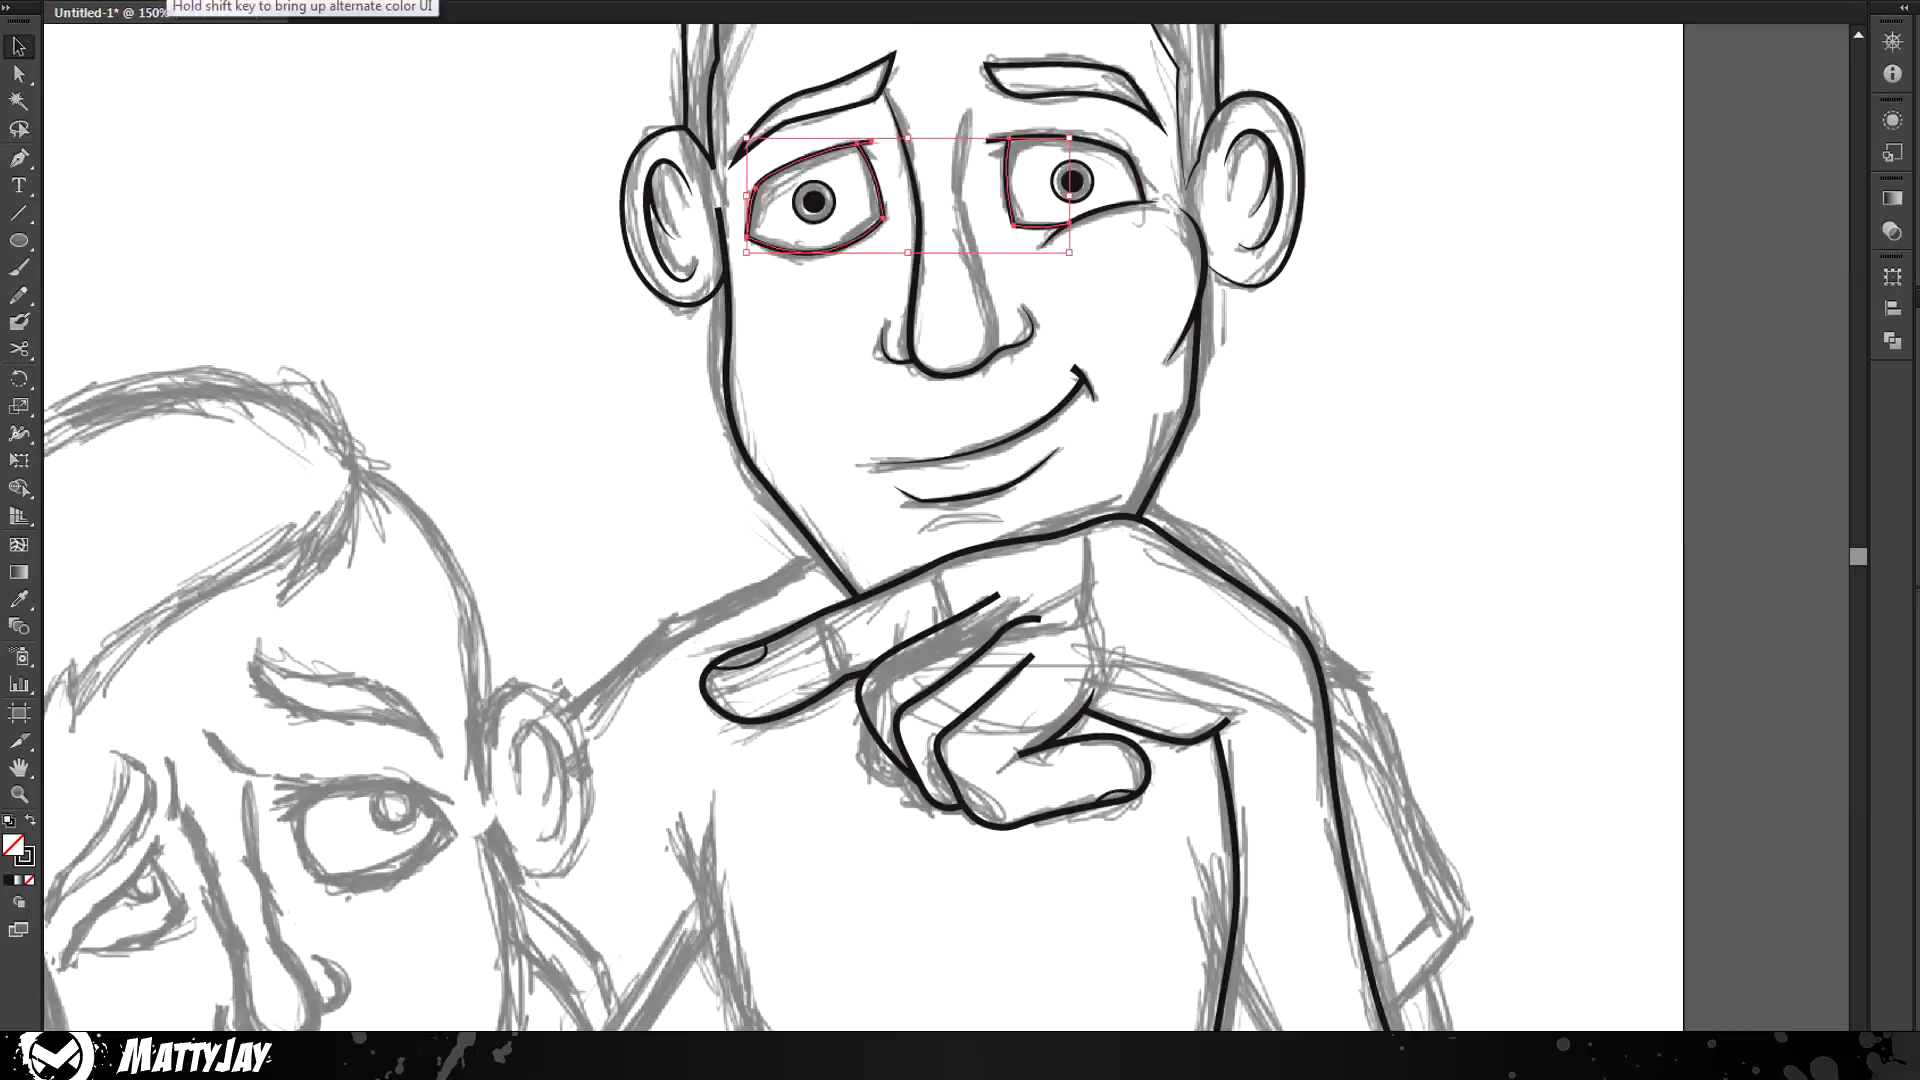 Hold shift key to bring up alternate color UI
Untitled-1* @ 150%
MATTYJAY